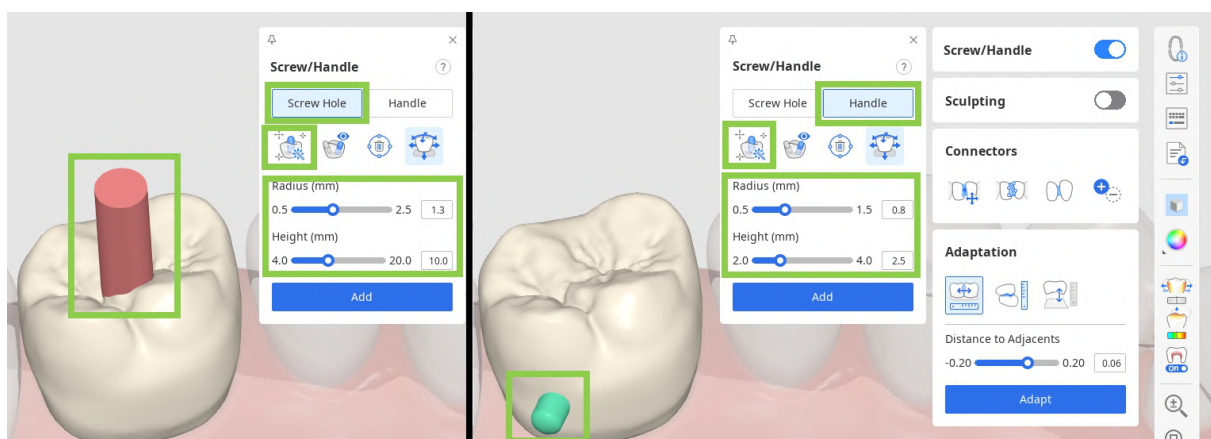 Screw/Handle
?
Screw Hole
Handle
Radius (mm)
0.5
2.5
1.3
Height (mm)
4.0
20.0
10.0
Add
Screw/Handle
?
Screw Hole
Handle
Radius (mm)
0.5
1.5
0.8
Height (mm)
2.0
4.0
2.5
Add
Screw/Handle
Sculpting
Connectors
Adaptation
Distance to Adjacents
-0.20
0.20
0.06
Adapt
ON